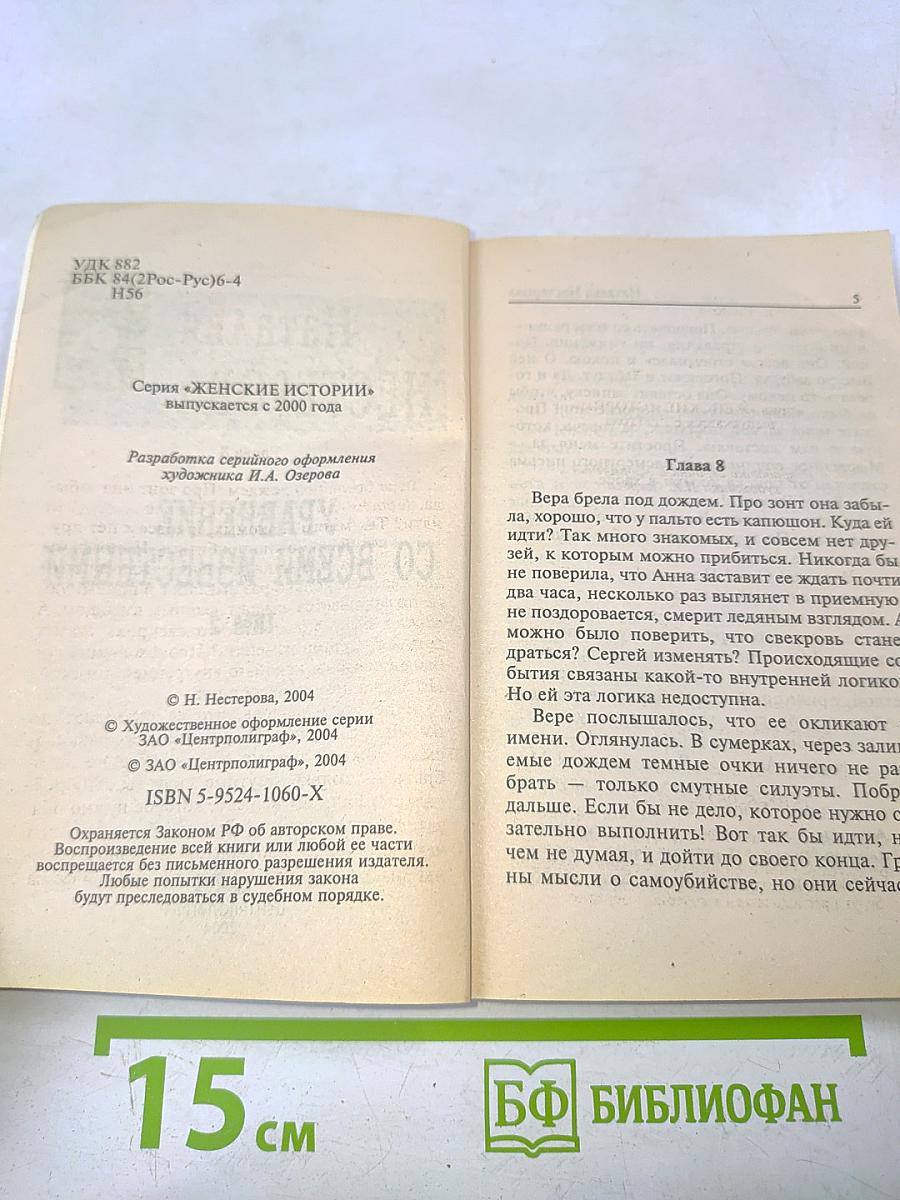 УДК 882
ББК 84(2Рос-Рус)6-4
Н56
Серия «ЖЕНСКИЕ ИСТОРИИ»
выпускается с 2000 года
Разработка серийного оформления
художника И.А. Озерова
© Н. Нестерова, 2004
© Художественное оформление серии
ЗАО «Центрполиграф», 2004
© ЗАО «Центрполиграф», 2004
ISBN 5-9524-1060-X
Охраняется Законом РФ об авторском праве.
Воспроизведение всей книги или любой ее части
воспрещается без письменного разрешения издателя.
Любые попытки нарушения закона
будут преследоваться в судебном порядке.
5
Глава 8
Вера брела под дождем. Про зонт она забы-
ла, хорошо, что у пальто есть капюшон. Куда ей
идти? Так много знакомых, и совсем нет дру-
зей, к которым можно прибиться. Никогда бы
не поверила, что Анна заставит ее ждать почти
два часа, несколько раз выглянет в приемную
не поздоровается, смерит ледяным взглядом. А
можно было поверить, что свекровь стане
драться? Сергей изменять? Происходящие со
бытия связаны какой-то внутренней логико
Но ей эта логика недоступна.
Вере послышалось, что ее окликают
имени. Оглянулась. В сумерках, через залив
емые дождем темные очки ничего не раз
брать — только смутные силуэты. Побр
дальше. Если бы не дело, которое нужно о
зательно выполнить! Вот так бы идти, н
чем не думая, и дойти до своего конца. Гр
ны мысли о самоубийстве, но они сейчас
15 см
БФ БИБЛИОФАН